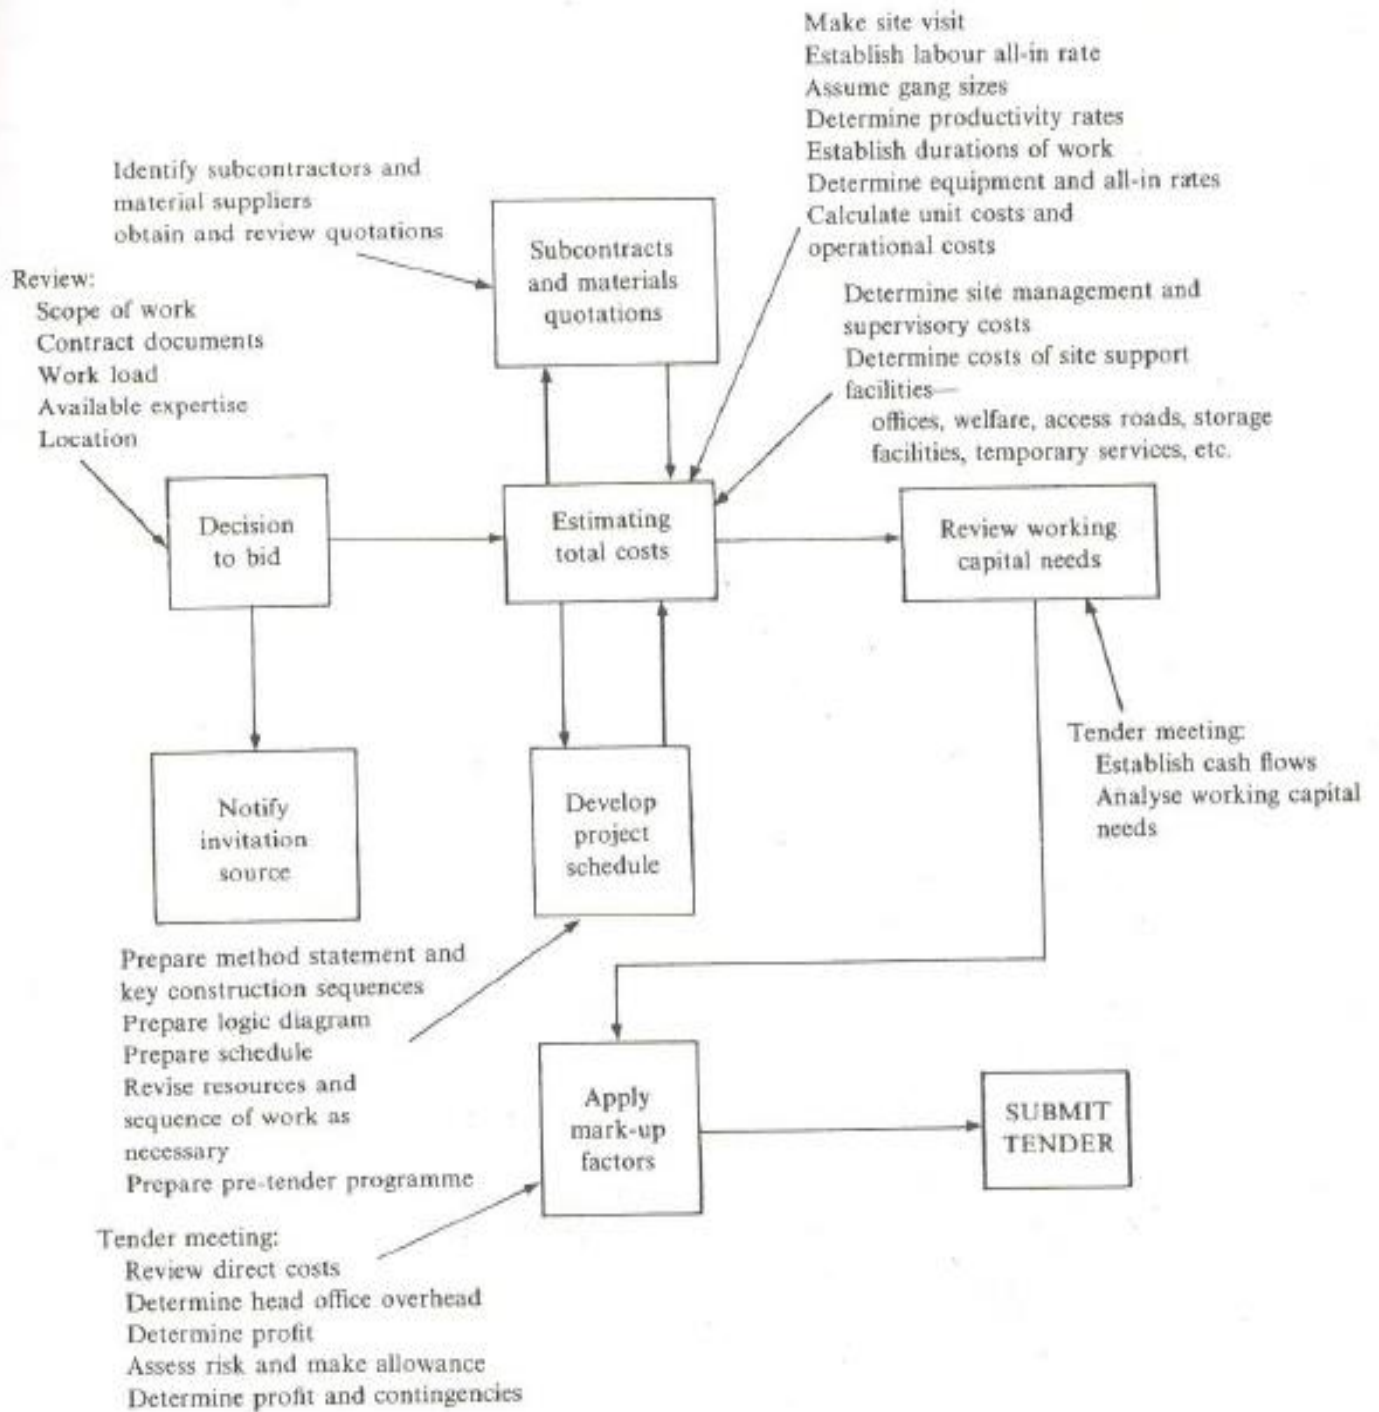 Make site visit
Establish labour all-in rate
Assume gang sizes
Determine productivity rates
Establish durations of work
Determine equipment and all-in rates
Calculate unit costs and
operational costs
Identify subcontractors and
material suppliers
obtain and review quotations
Subcontracts
and materials
quotations
Review:
Scope of work
Contract documents
Work load
Available expertise
Location
Determine site management and
supervisory costs
Determine costs of site support
facilities—
offices, welfare, access roads, storage
facilities, temporary services, etc.
Decision
to bid
Estimating
total costs
Review working
capital needs
Tender meeting:
Establish cash flows
Analyse working capital
needs
Notify
invitation
source
Develop
project
schedule
Prepare method statement and
key construction sequences
Prepare logic diagram
Prepare schedule
Revise resources and
sequence of work as
necessary
Prepare pre-tender programme
Apply
mark-up
factors
SUBMIT
TENDER
Tender meeting:
Review direct costs
Determine head office overhead
Determine profit
Assess risk and make allowance
Determine profit and contingencies